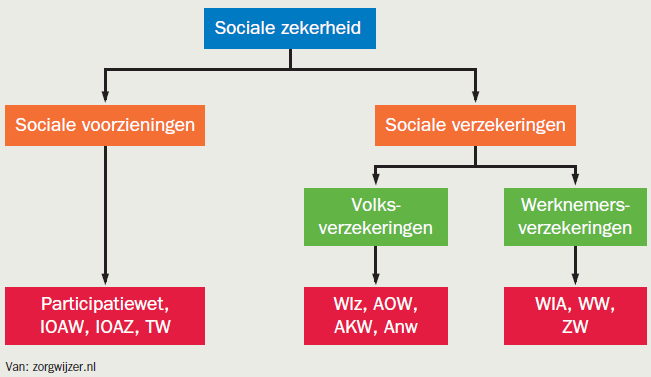 Sociale zekerheid
Sociale voorzieningen
Sociale verzekeringen
Volks-
verzekeringen
Werknemers-
verzekeringen
Participatiewet,
IOAW, IOAZ, TW
Wlz, AOW,
AKW, Anw
WIA, WW,
ZW
Van: zorgwijzer.nl